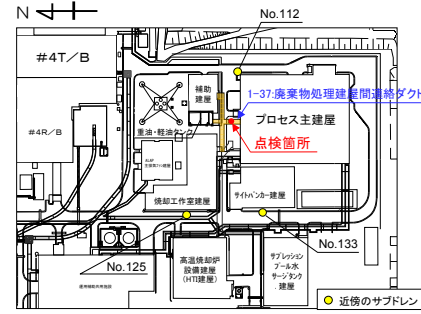 N
No.112
#4T/B
補助
建屋
1-37:廃棄物処理建屋間連絡ダクト
プロセス主建屋
#4R/B
重油・軽油タンク
点検箇所
焼却工作室建屋
サイトバンカー建屋
No.133
No.125
高温焼却炉
設備建屋
(HTI建屋)
サプレッション
プール水
サージタンク
建屋
近傍のサブドレン